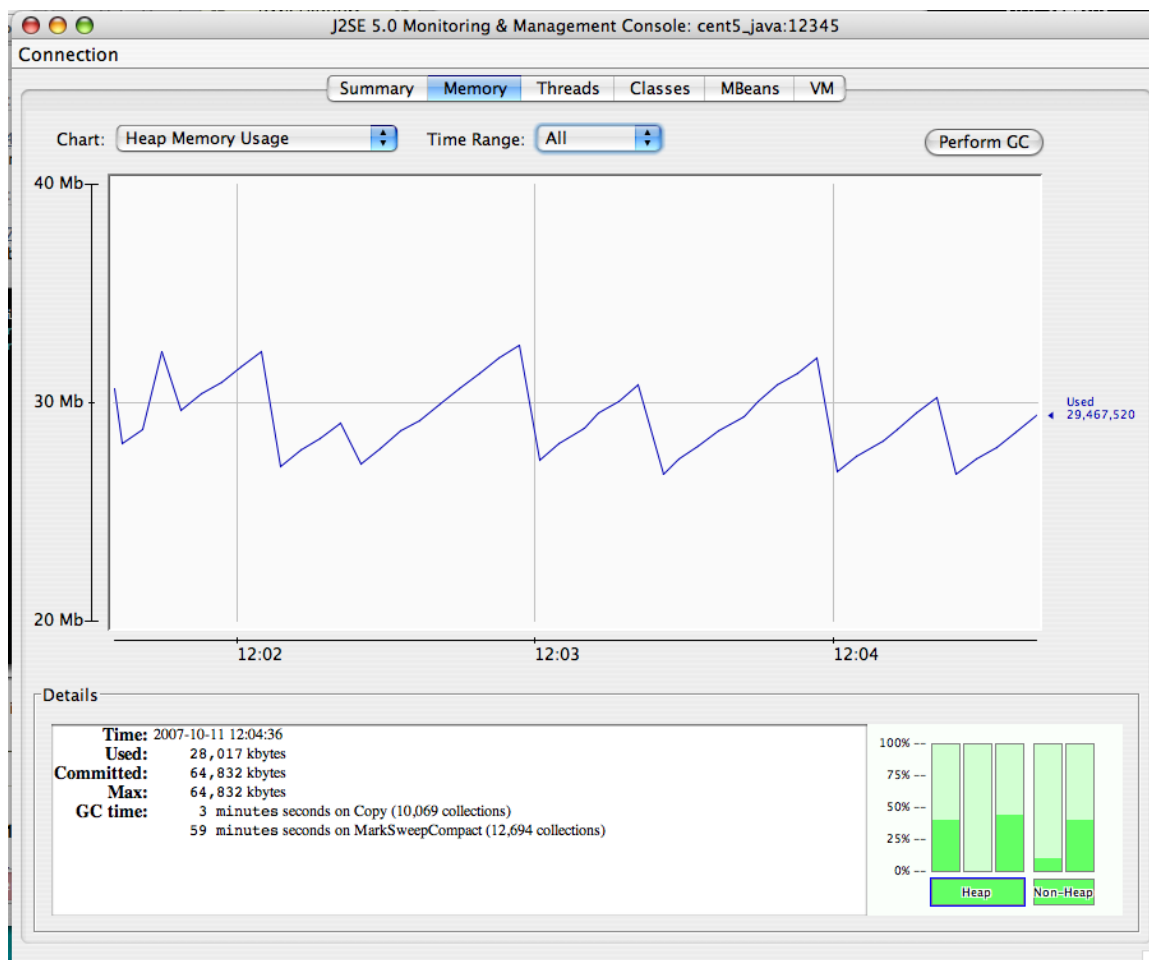 J2SE 5.0 Monitoring & Management Console: cent5_java:12345
Connection
Summary Memory Threads Classes MBeans VM
Chart: Heap Memory Usage Time Range: All Perform GC
40 Mb
30 Mb
Used
29,467,520
20 Mb
12:02 12:03 12:04
Details
Time: 2007-10-11 12:04:36
Used: 28,017 kbytes
Committed: 64,832 kbytes
Max: 64,832 kbytes
GC time: 3 minutes seconds on Copy (10,069 collections)
59 minutes seconds on MarkSweepCompact (12,694 collections)
100% --
75% --
50% --
25% --
0% --
Heap Non-Heap